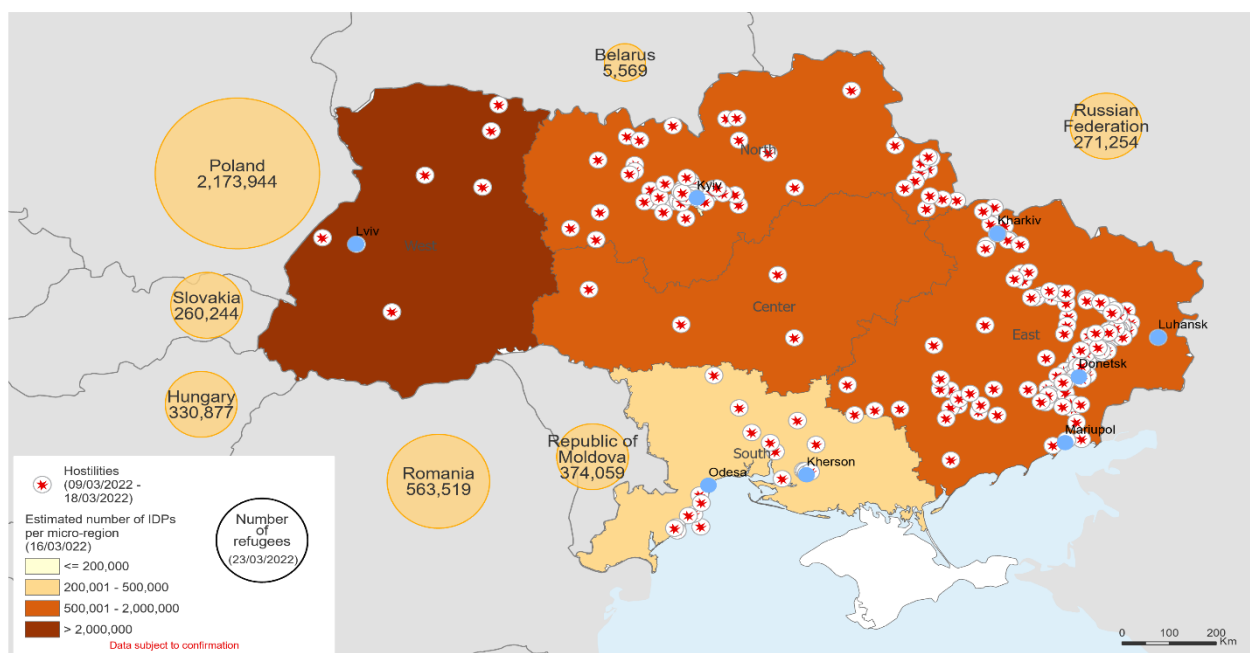 Belarus
5,569
Russian
Federation
271,254
Poland
2,173,944
North
Kyiv
Kharkiv
Lviv
West
Slovakia
260,244
Center
East
Luhansk
Donetsk
Hungary
330,877
Republic of
Moldova
374,059
Romania
563,519
South
Mariupol
Kherson
Odesa
Hostilities
(09/03/2022 -
18/03/2022)
Estimated number of IDPs
per micro-region
(16/03/022)
<= 200,000
200,001 - 500,000
500,001 - 2,000,000
> 2,000,000
Data subject to confirmation
Number
of
refugees
(23/03/2022)
0 50 100 200
Km